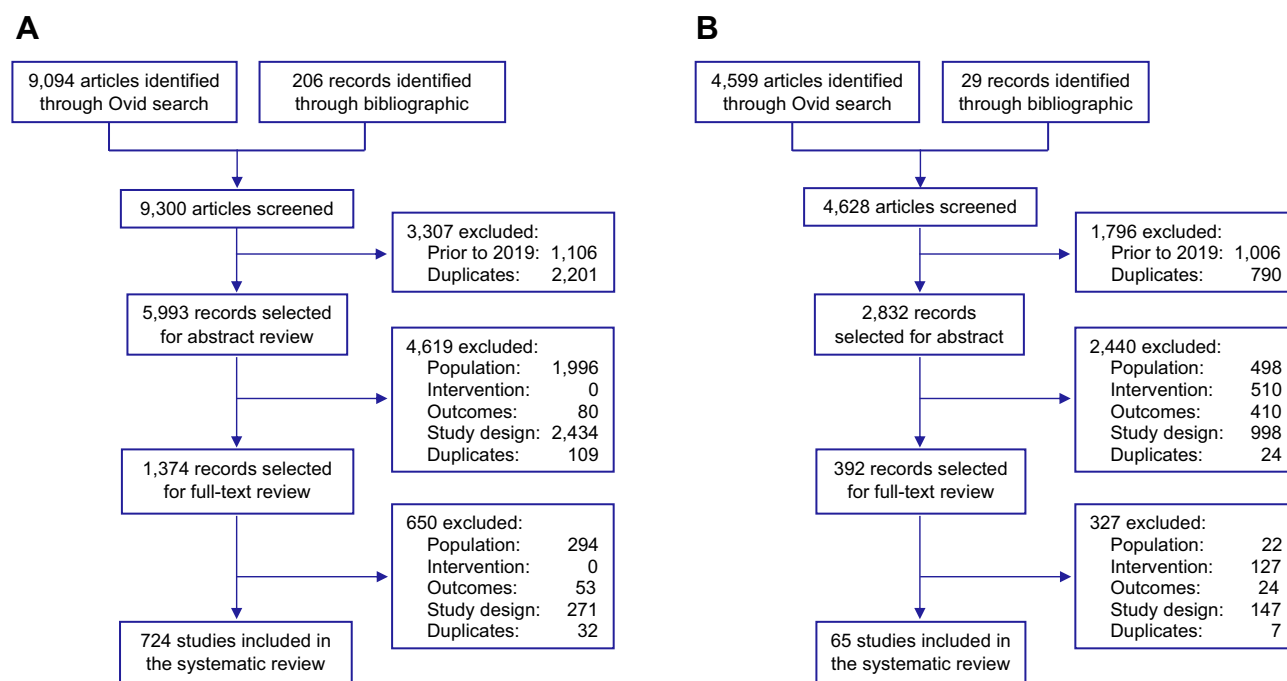 A
9,094 articles identified
through Ovid search
206 records identified
through bibliographic
9,300 articles screened
3,307 excluded:
Prior to 2019: 1,106
Duplicates: 2,201
5,993 records selected
for abstract review
4,619 excluded:
Population: 1,996
Intervention: 0
Outcomes: 80
Study design: 2,434
Duplicates: 109
1,374 records selected
for full-text review
650 excluded:
Population: 294
Intervention: 0
Outcomes: 53
Study design: 271
Duplicates: 32
724 studies included in
the systematic review
B
4,599 articles identified
through Ovid search
29 records identified
through bibliographic
4,628 articles screened
1,796 excluded:
Prior to 2019: 1,006
Duplicates: 790
2,832 records
selected for abstract
2,440 excluded:
Population: 498
Intervention: 510
Outcomes: 410
Study design: 998
Duplicates: 24
392 records selected
for full-text review
327 excluded:
Population: 22
Intervention: 127
Outcomes: 24
Study design: 147
Duplicates: 7
65 studies included in
the systematic review